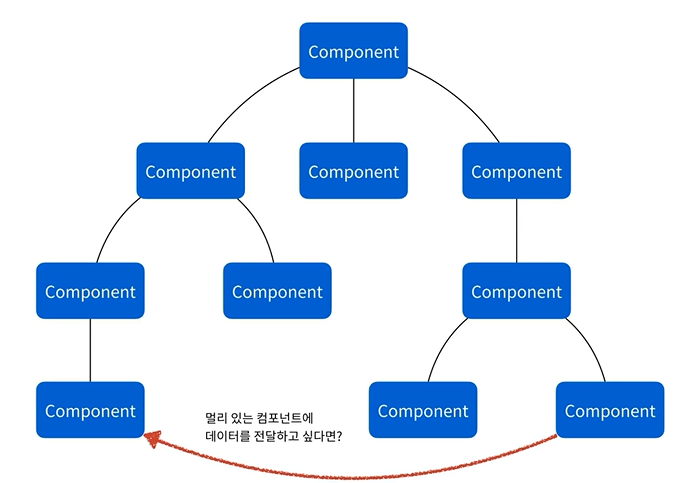 Component
Component
Component
Component
Component
Component
Component
Component
Component
Component
멀리 있는 컴포넌트에
데이터를 전달하고 싶다면?